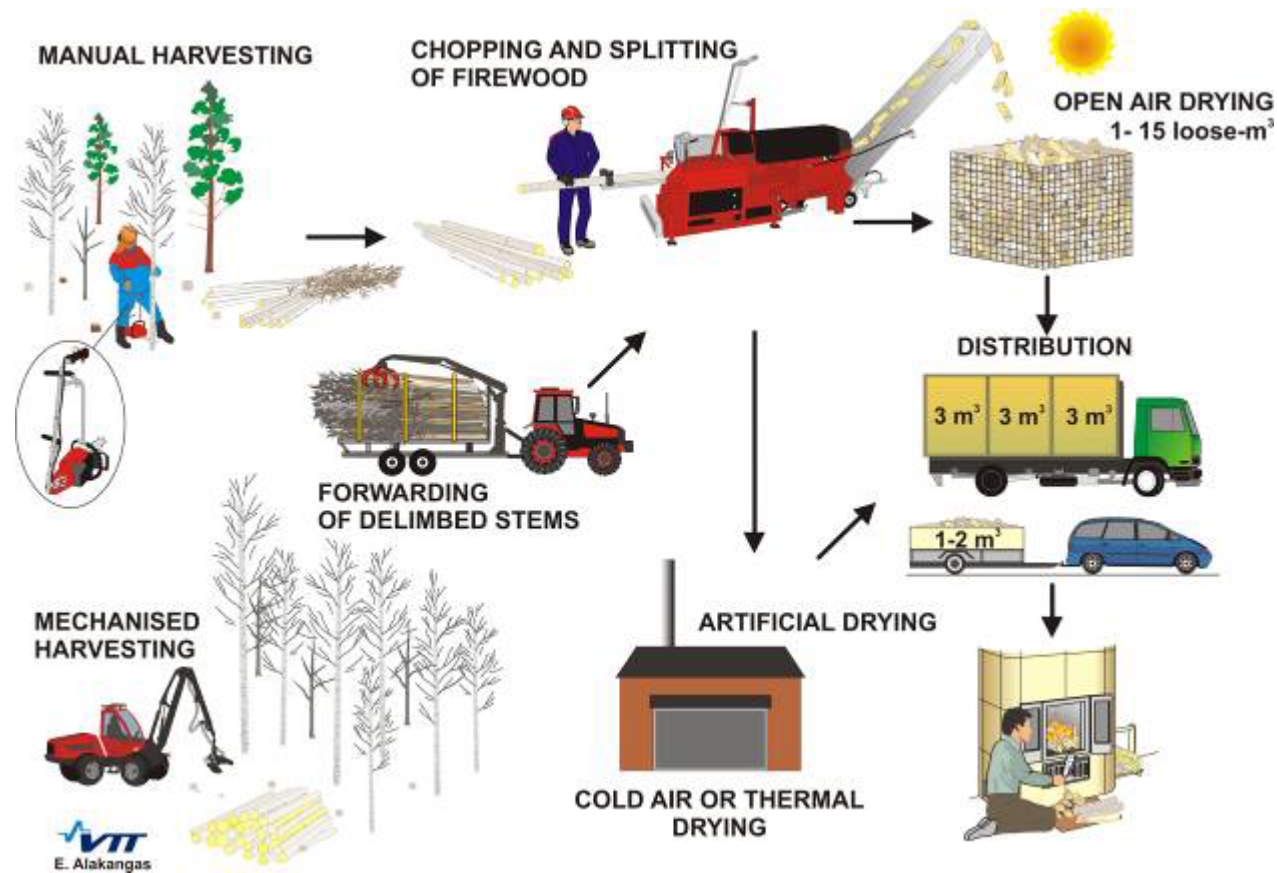 MANUAL HARVESTING
CHOPPING AND SPLITTING
OF FIREWOOD
OPEN AIR DRYING
1- 15 loose-m³
DISTRIBUTION
3 m³ 3 m³ 3 m³
1-2 m³
FORWARDING
OF DELIMBED STEMS
MECHANISED
HARVESTING
ARTIFICIAL DRYING
COLD AIR OR THERMAL
DRYING
VTT
E. Alakangas